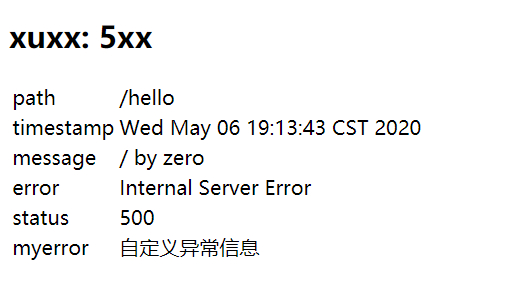 xuxx: 5xx
path /hello
timestamp Wed May 06 19:13:43 CST 2020
message / by zero
error Internal Server Error
status 500
myerror 自定义异常信息